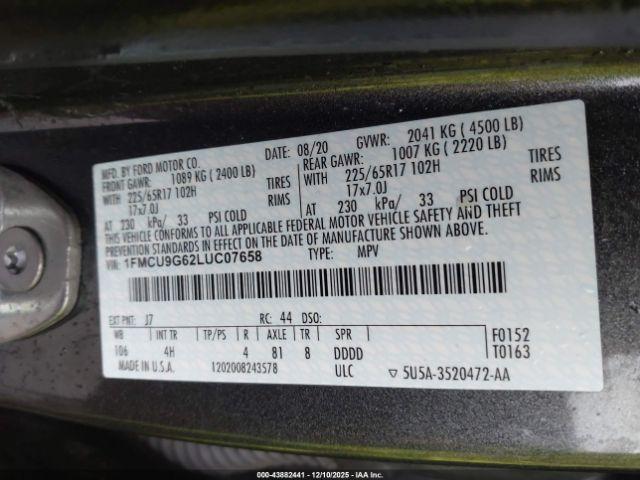 MFD. BY FORD MOTOR CO. 08/20 GVWR: 2041 KG ( 4500 LB)
FRONT GAWR: 1089 KG ( 2400 LB) REAR GAWR: 1007 KG ( 2220 LB)
WITH 225/65R17 102H TIRES WITH 225/65R17 102H TIRES
17x7.0J RIMS 17x7.0J RIMS
AT 230 kPa/ 33 PSI COLD AT 230 kPa/ 33 PSI COLD
THIS VEHICLE CONFORMS TO ALL APPLICABLE FEDERAL MOTOR VEHICLE SAFETY AND THEFT
PREVENTION STANDARDS IN EFFECT ON THE DATE OF MANUFACTURE SHOWN ABOVE.
1FMCU9G62LUC07658 TYPE: MPV
EXT PNT: J7 RC: 44 DSO:
WB INT TR TP/PS R AXLE TR SPR F0152
106 4H 4 81 8 DDDD T0163
MADE IN U.S.A. 1202008243578 ULC ▽ 5U5A-3520472-AA
000-43882441 - 12/10/2025 - IAA Inc.